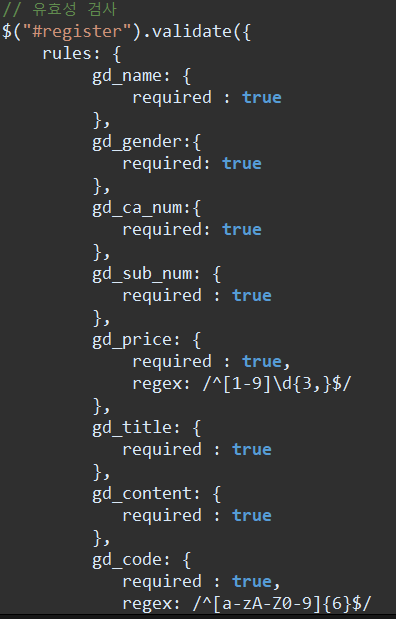 // 유효성 검사
$("#register").validate({
    rules: {
         gd_name: {
             required : true
         },
         gd_gender:{
            required: true
         },
         gd_ca_num:{
            required: true
         },
         gd_sub_num: {
            required : true
         },
         gd_price: {
             required : true,
             regex: /^[1-9]\d{3,}$/
         },
         gd_title: {
            required : true
         },
         gd_content: {
            required : true
         },
         gd_code: {
            required : true,
            regex: /^[a-zA-Z0-9]{6}$/